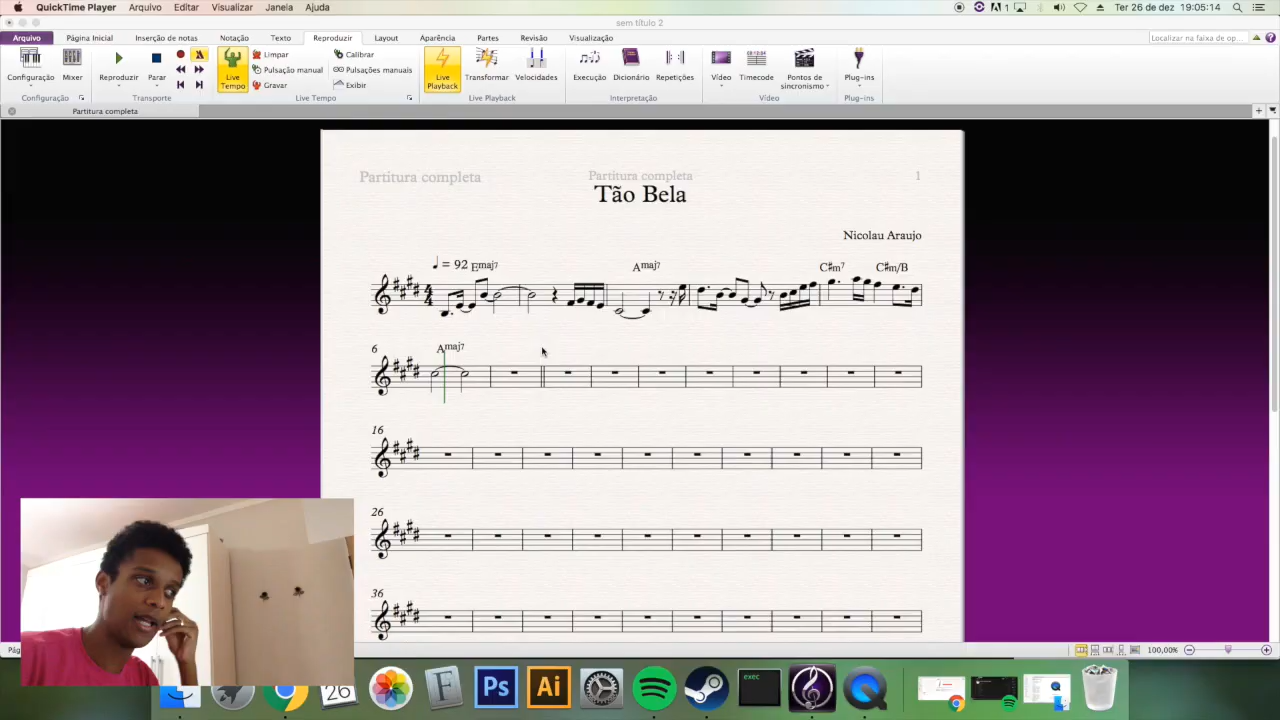 QuickTime Player Arquivo Editar Visualizar Janela Ajuda 1 Ter 26 de dez 19:05:14
sem título 2
Arquivo Página Inicial Inserção de notas Notação Texto Reproduzir Layout Aparência Partes Revisão Visualização Localizar na faixa de op...
Configuração Mixer Reproduzir Parar Live Tempo Limpar Pulsação manual Gravar Calibrar Pulsações manuais Exibir Live Playback Transformar Velocidades Execução Dicionário Repetições Vídeo Timecode Pontos de sincronismo Plug-ins
Configuração Transporte Live Tempo Live Playback Interpretação Vídeo Plug-ins
Partitura completa
Partitura completa Partitura completa 1
Tão Bela
Nicolau Araujo
= 92 Emaj7 Amaj7 C#m7 C#m/B
6 Amaj7
16
26
36
100,00%
26 Ps Ai exec